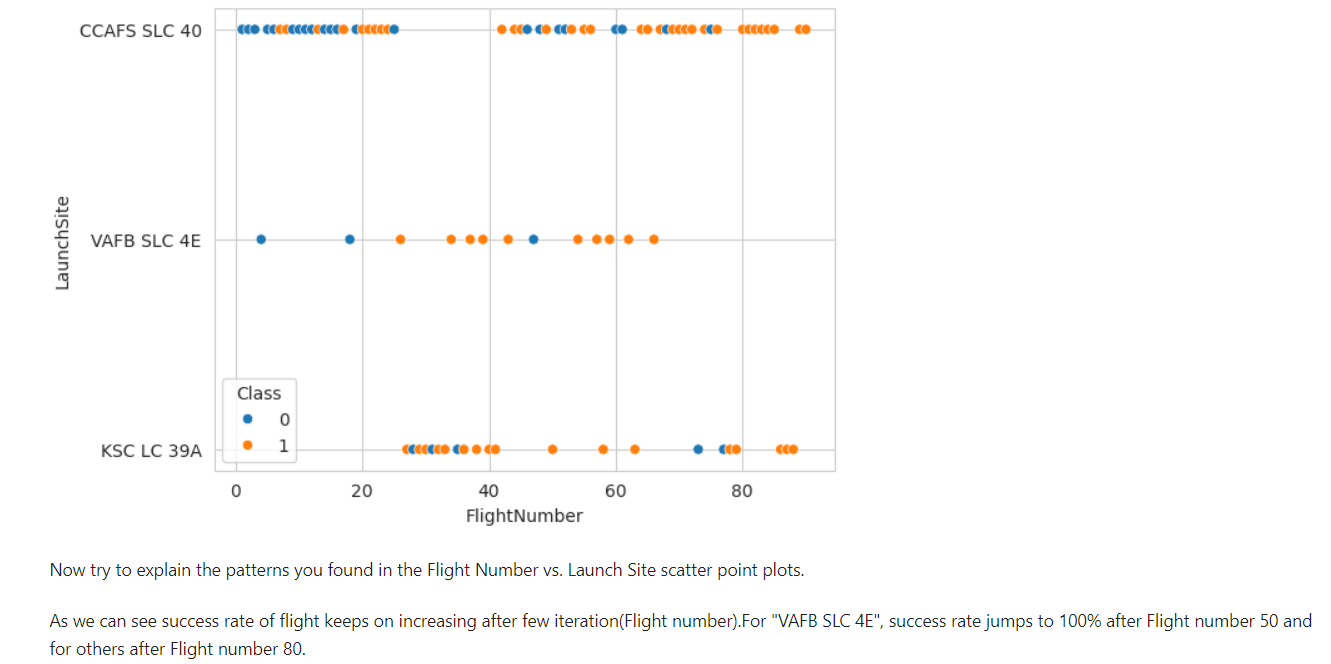 CCAFS SLC 40
VAFB SLC 4E
KSC LC 39A
LaunchSite
Class
0
1
0 20 40 60 80
FlightNumber
Now try to explain the patterns you found in the Flight Number vs. Launch Site scatter point plots.
As we can see success rate of flight keeps on increasing after few iteration(Flight number).For "VAFB SLC 4E", success rate jumps to 100% after Flight number 50 and
for others after Flight number 80.